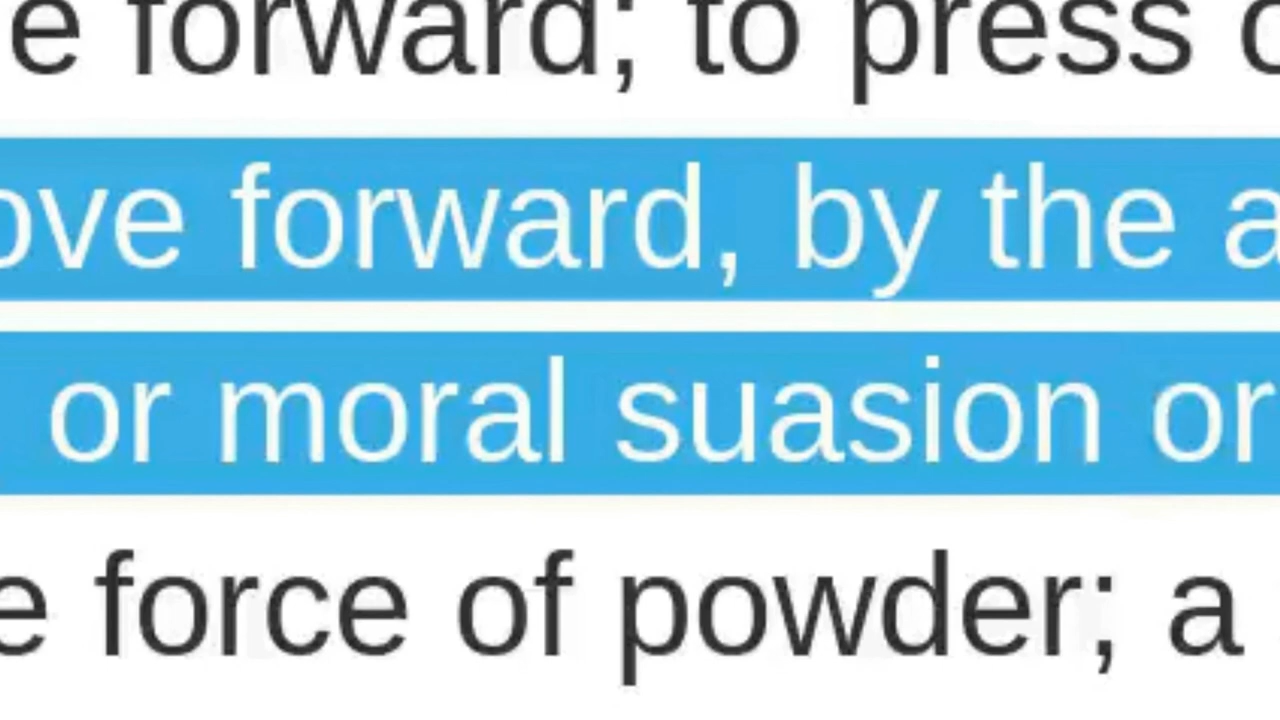 e forward; to press
ove forward, by the a
or moral suasion or
e force of powder; a